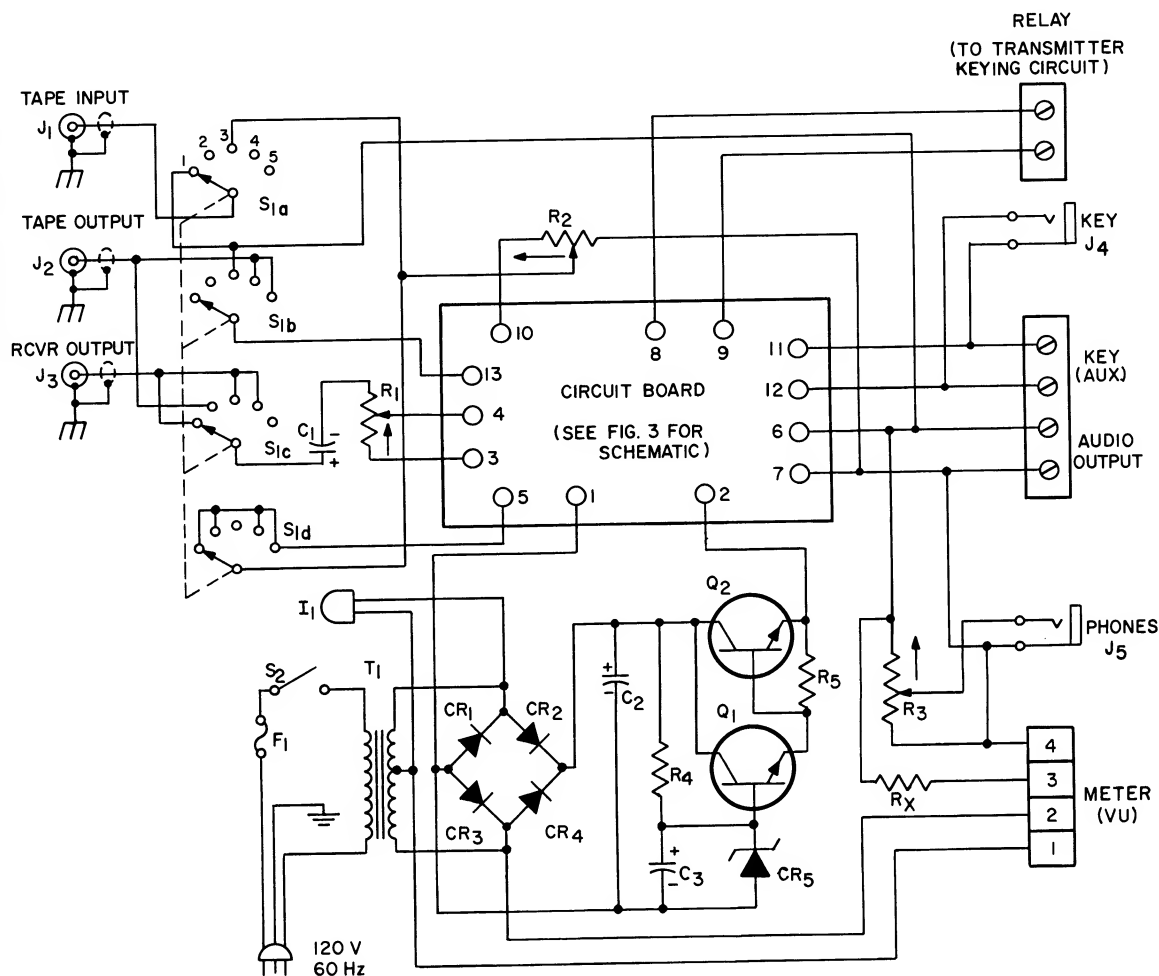 RELAY
(TO TRANSMITTER
KEYING CIRCUIT)
TAPE INPUT
J1
1
2
3
4
5
S1a
TAPE OUTPUT
J2
S1b
RCVR OUTPUT
J3
S1c
C1
-
+
R1
R2
S1d
10
8
9
13
4
3
5
1
2
11
12
6
7
CIRCUIT BOARD
(SEE FIG. 3 FOR
SCHEMATIC)
KEY
J4
KEY
(AUX)
AUDIO
OUTPUT
PHONES
J5
I1
S2
F1
T1
CR1
CR2
CR3
CR4
+
-
C2
R4
+
-
C3
Q2
Q1
R5
CR5
R3
RX
4
3
2
1
METER
(VU)
120 V
60 Hz